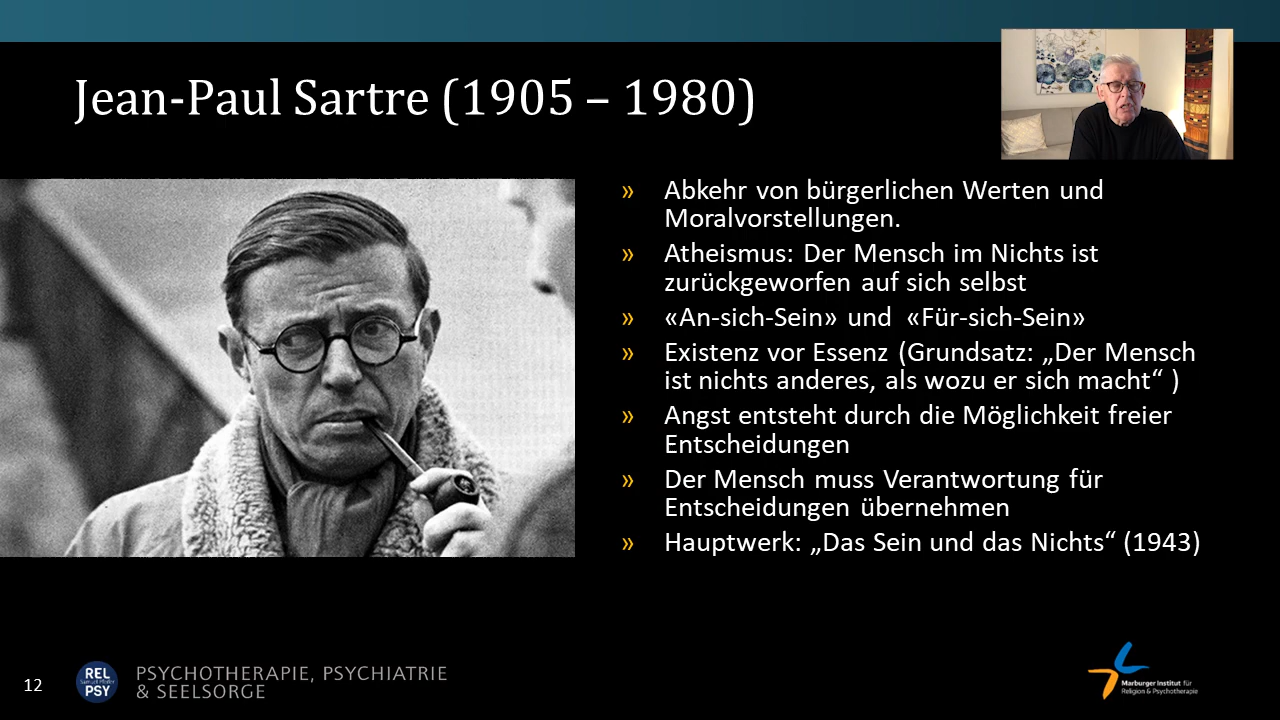 Jean-Paul Sartre (1905 – 1980)
» Abkehr von bürgerlichen Werten und
Moralvorstellungen.
» Atheismus: Der Mensch im Nichts ist
zurückgeworfen auf sich selbst
» «An-sich-Sein» und «Für-sich-Sein»
» Existenz vor Essenz (Grundsatz: „Der Mensch
ist nichts anderes, als wozu er sich macht“ )
» Angst entsteht durch die Möglichkeit freier
Entscheidungen
» Der Mensch muss Verantwortung für
Entscheidungen übernehmen
» Hauptwerk: „Das Sein und das Nichts“ (1943)
12
REL
Samuel Pfeifer
PSY
PSYCHOTHERAPIE, PSYCHIATRIE
& SEELSORGE
Marburger Institut für
Religion & Psychotherapie